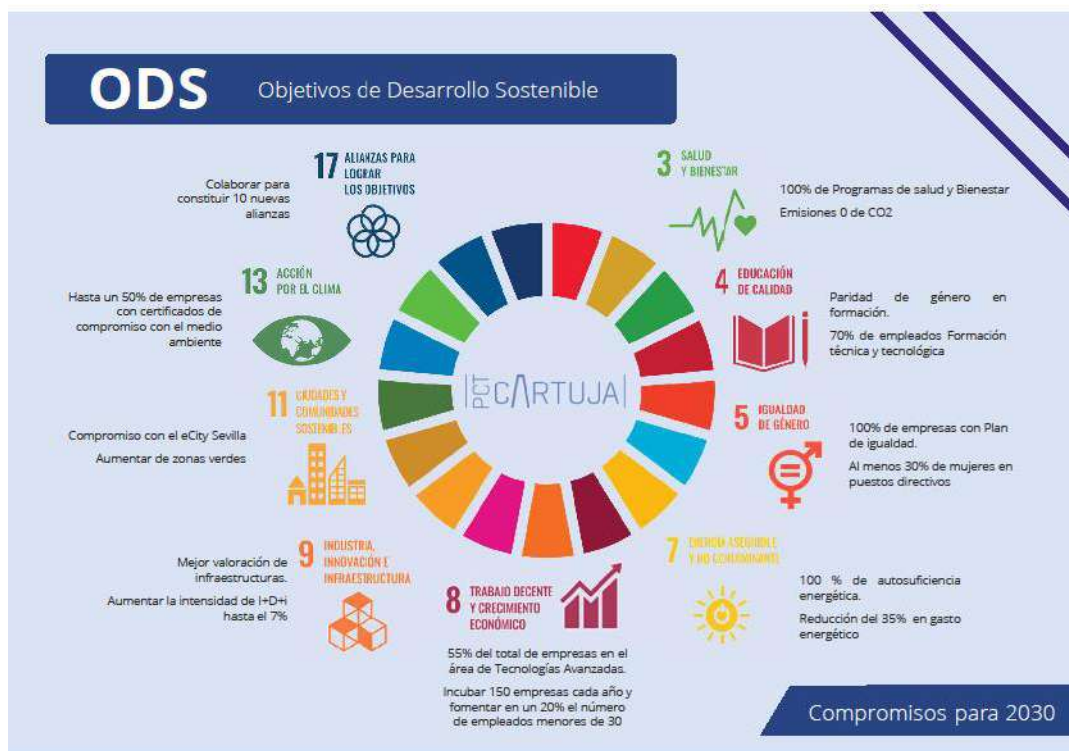 ODS
Objetivos de Desarrollo Sostenible
17 ALIANZAS PARA
LOGRAR
LOS OBJETIVOS
Colaborar para
constituir 10 nuevas
alianzas
3 SALUD
Y BIENESTAR
100% de Programas de salud y Bienestar
Emisiones 0 de CO2
13 ACCIÓN
POR EL CLIMA
Hasta un 50% de empresas
con certificados de
compromiso con el medio
ambiente
4 EDUCACIÓN
DE CALIDAD
Paridad de género en
formación.
70% de empleados Formación
técnica y tecnológica
PCT CARTUJA
11 CIUDADES Y
COMUNIDADES
SOSTENIBLES
Compromiso con el eCity Sevilla
Aumentar de zonas verdes
5 IGUALDAD
DE GÉNERO
100% de empresas con Plan
de igualdad.
Al menos 30% de mujeres en
puestos directivos
9 INDUSTRIA,
INNOVACIÓN E
INFRAESTRUCTURA
Mejor valoración de
infraestructuras.
Aumentar la intensidad de I+D+i
hasta el 7%
8 TRABAJO DECENTE
Y CRECIMIENTO
ECONÓMICO
55% del total de empresas en el
área de Tecnologías Avanzadas.
Incubar 150 empresas cada año y
fomentar en un 20% el número
de empleados menores de 30
7 ENERGÍA ASEQUIBLE
Y NO CONTAMINANTE
100 % de autosuficiencia
energética.
Reducción del 35% en gasto
energético
Compromisos para 2030